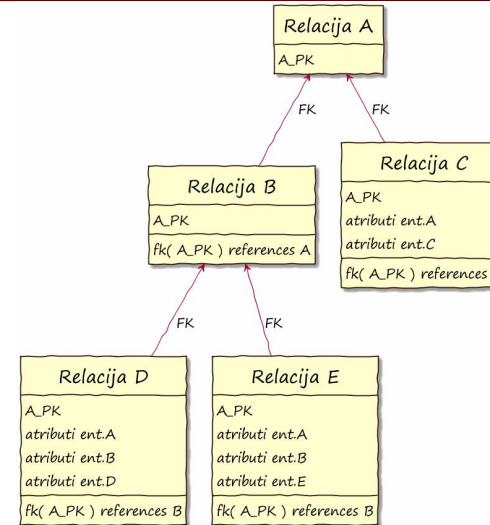 Relacija A
A_PK
FK
FK
Relacija B
A_PK
fk( A_PK ) references A
Relacija C
A_PK
atributi ent.A
atributi ent.C
fk( A_PK ) references
FK
FK
Relacija D
A_PK
atributi ent.A
atributi ent.B
atributi ent.D
fk( A_PK ) references B
Relacija E
A_PK
atributi ent.A
atributi ent.B
atributi ent.E
fk( A_PK ) references B